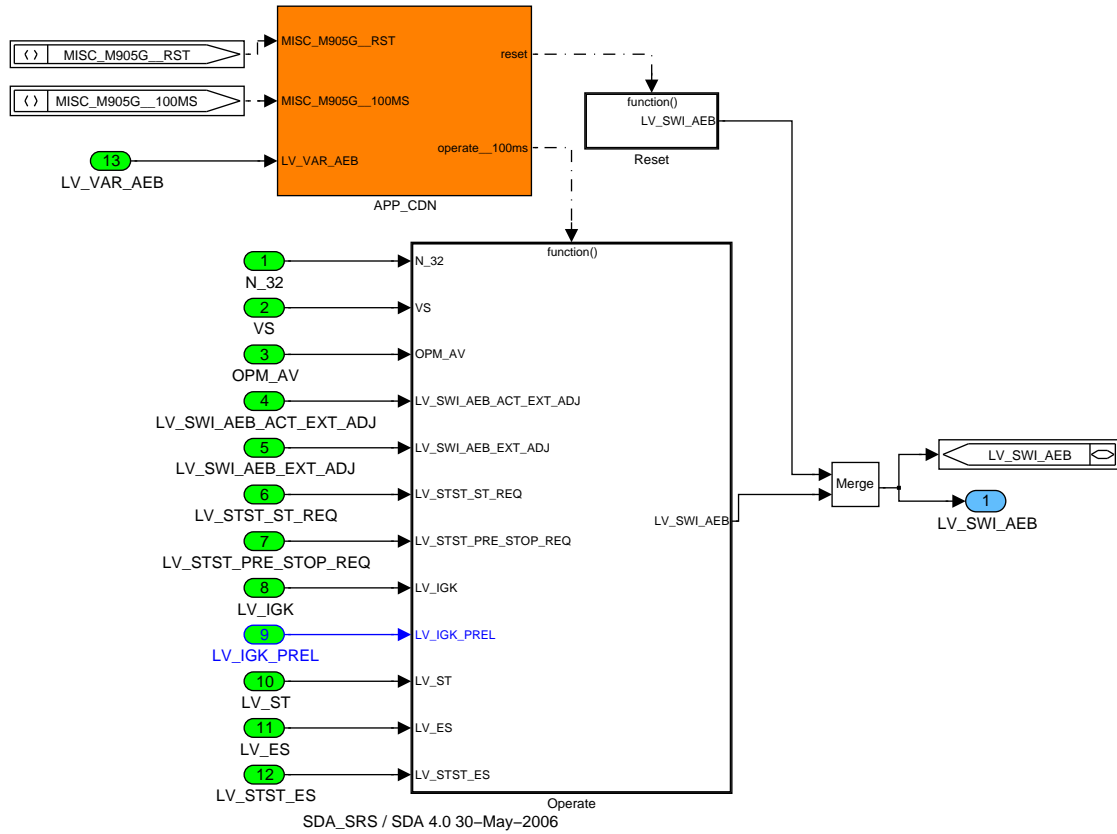 MISC_M905G__RST
MISC_M905G__100MS
13
LV_VAR_AEB
MISC_M905G__RST
MISC_M905G__100MS
LV_VAR_AEB
reset
operate__100ms
APP_CDN
function()
LV_SWI_AEB
Reset
function()
1
N_32
2
VS
3
OPM_AV
4
LV_SWI_AEB_ACT_EXT_ADJ
5
LV_SWI_AEB_EXT_ADJ
6
LV_STST_ST_REQ
7
LV_STST_PRE_STOP_REQ
8
LV_IGK
9
LV_IGK_PREL
10
LV_ST
11
LV_ES
12
LV_STST_ES
N_32
VS
OPM_AV
LV_SWI_AEB_ACT_EXT_ADJ
LV_SWI_AEB_EXT_ADJ
LV_STST_ST_REQ
LV_STST_PRE_STOP_REQ
LV_IGK
LV_IGK_PREL
LV_ST
LV_ES
LV_STST_ES
LV_SWI_AEB
Operate
Merge
LV_SWI_AEB
1
LV_SWI_AEB
SDA_SRS / SDA 4.0 30−May−2006